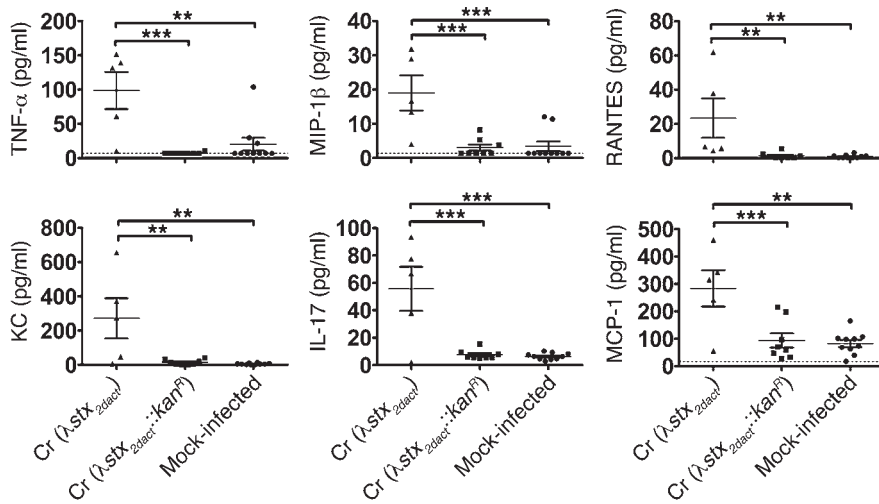 ** ***
TNF-α (pg/ml)
200
150
100
50
0
*** ***
MIP-1β (pg/ml)
40
30
20
10
0
** **
RANTES (pg/ml)
80
60
40
20
0
** **
KC (pg/ml)
800
600
400
200
0
*** ***
IL-17 (pg/ml)
100
80
60
40
20
0
** ***
MCP-1 (pg/ml)
500
400
300
200
100
0
Cr (λstx2dact)
Cr (λstx2dact::kanR)
Mock-infected
Cr (λstx2dact)
Cr (λstx2dact::kanR)
Mock-infected
Cr (λstx2dact)
Cr (λstx2dact::kanR)
Mock-infected